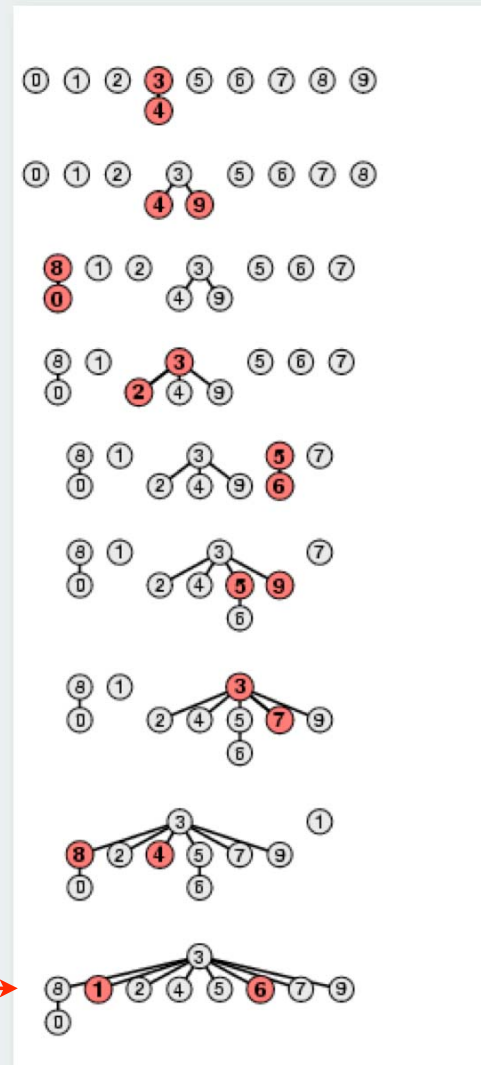 0 1 2 3 5 6 7 8 9
4
0 1 2 3 5 6 7 8
4 9
8 1 2 3 5 6 7
0 4 9
8 1 3 5 6 7
0 2 4 9
8 1 3 5 7
0 2 4 9 6
8 1 3 7
0 2 4 5 9
6
8 1 3
0 2 4 5 7 9
6
3 1
8 2 4 5 7 9
0 6
3
8 1 2 4 5 6 7 9
0